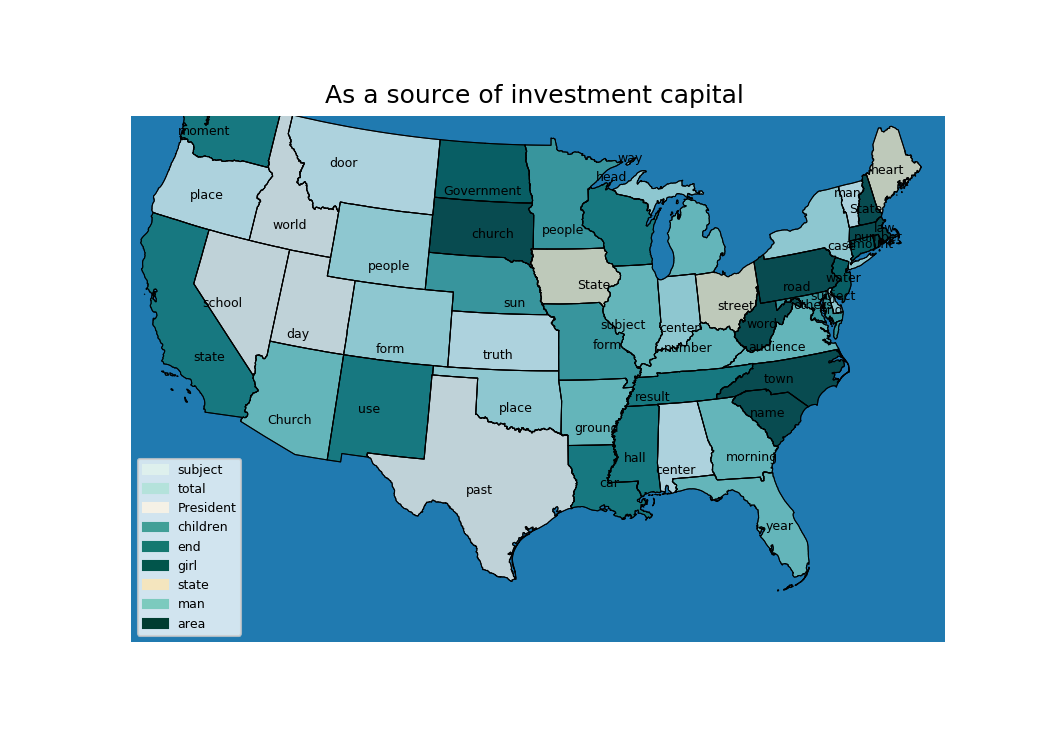 As a source of investment capital
moment
way
door
head
heart
Government
man
place
State
world
church
people
law
number
case
amount
people
water
State
road
subject
school
sun
street
others
end
subject
center
word
day
form
number
audience
state
form
truth
town
use
result
place
name
Church
ground
hall
morning
center
past
car
year
subject
total
President
children
end
girl
state
man
area